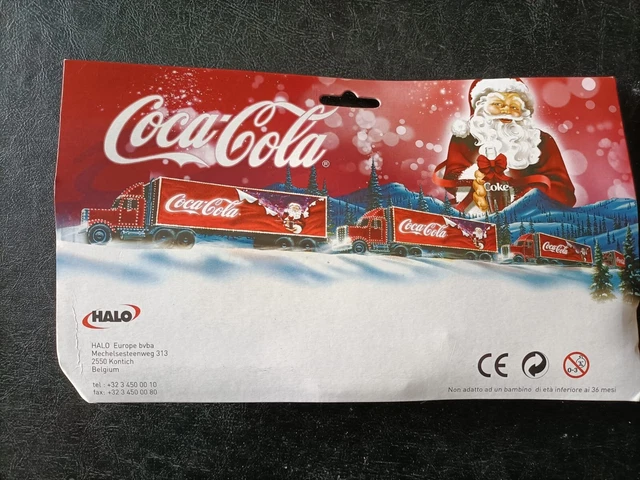 Coca-Cola®
Coke
Coca-Cola
Coca-Cola
Coca-Cola
HALO
HALO Europe bvba
Mechelsesteenweg 313
2550 Kontich
Belgium
tel : +32 3 450 00 10
fax: +32 3 450 00 80
CE
0-3
Non adatto ad un bambino di età inferiore ai 36 mesi